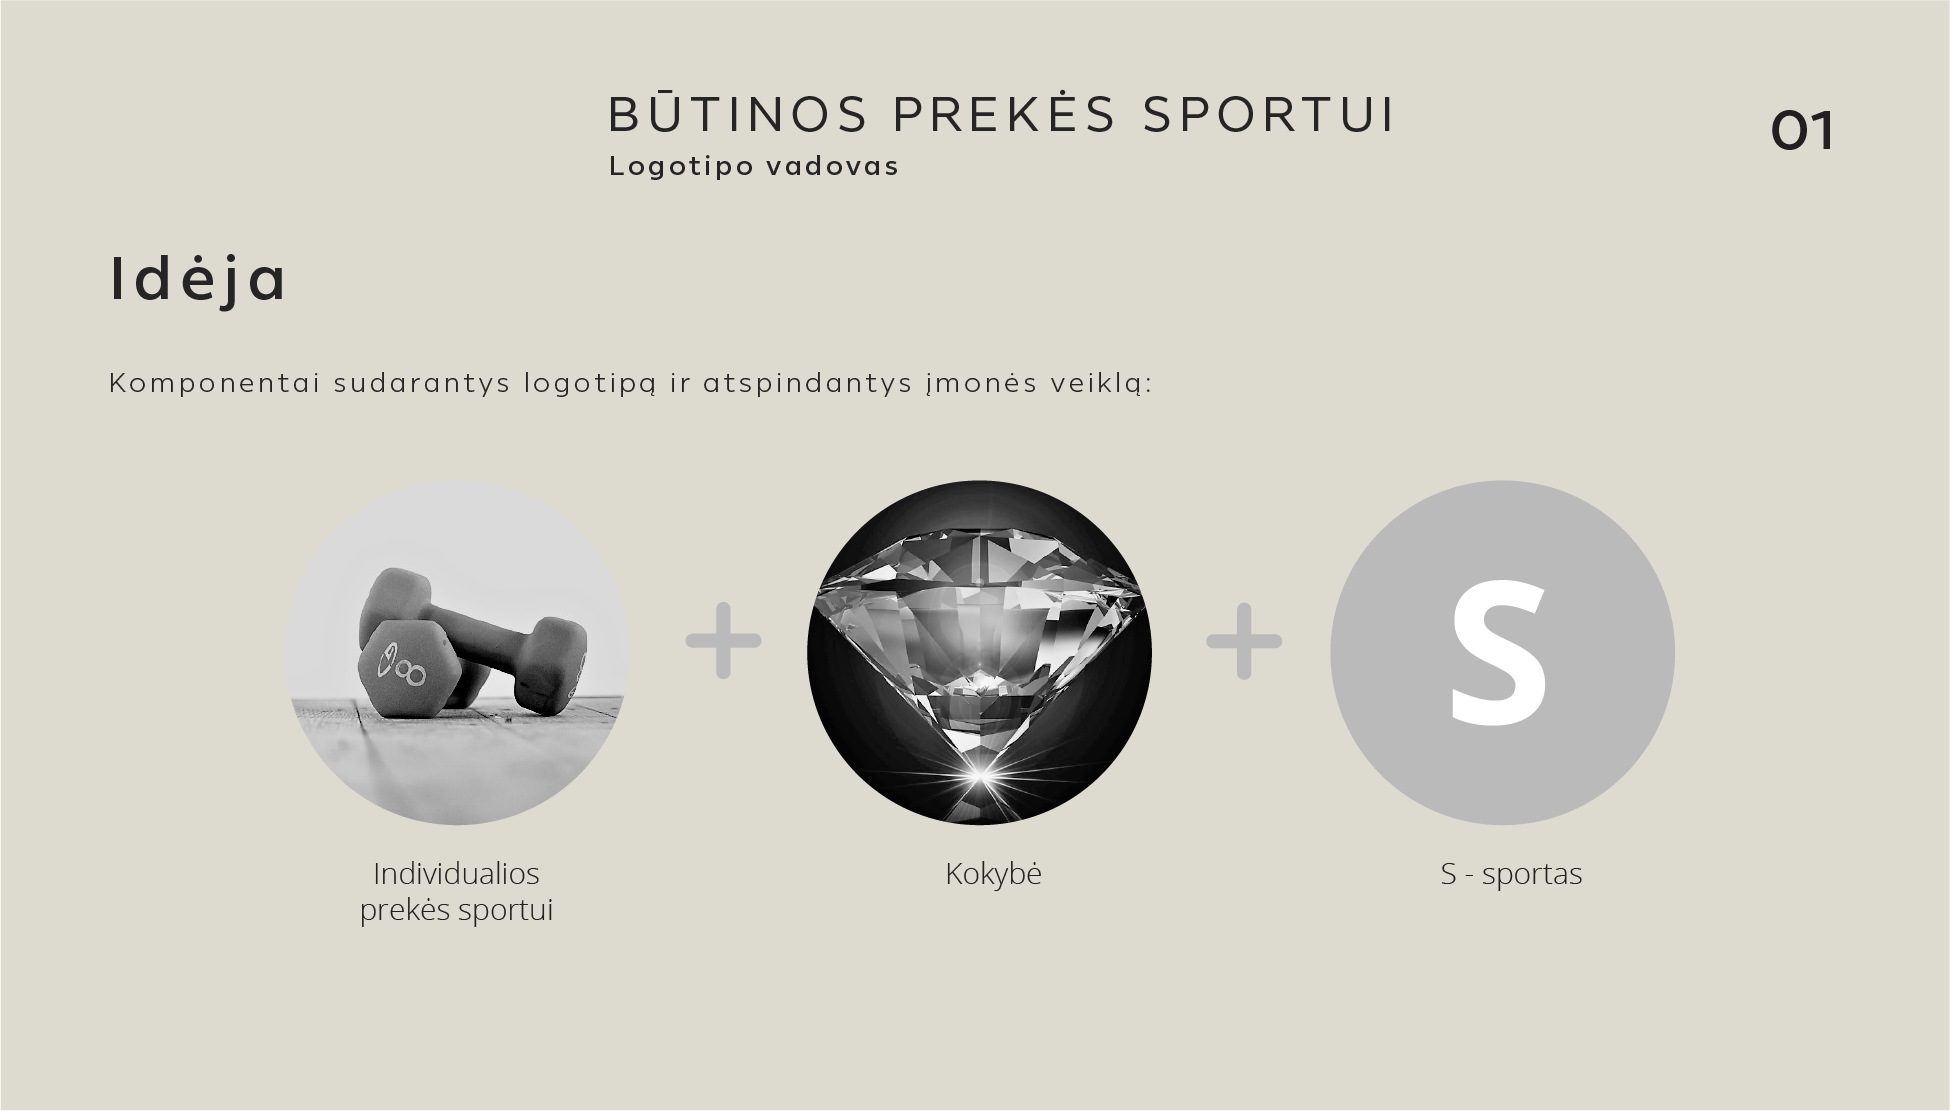 BŪTINOS PREKĖS SPORTUI
Logotipo vadovas
01
Idėja
Komponentai sudarantys logotipą ir atspindantys įmonės veiklą:
8
S
Individualios
prekės sportui
Kokybė
S - sportas